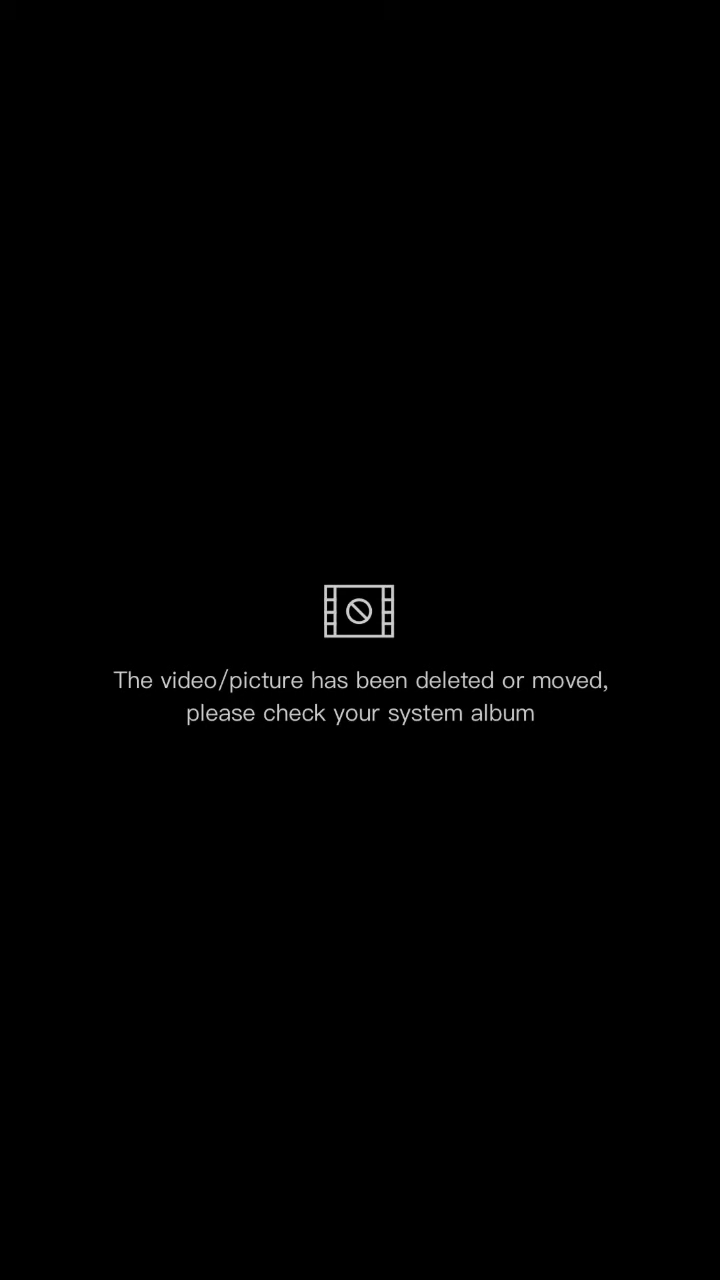 The video/picture has been deleted or moved,
please check your system album